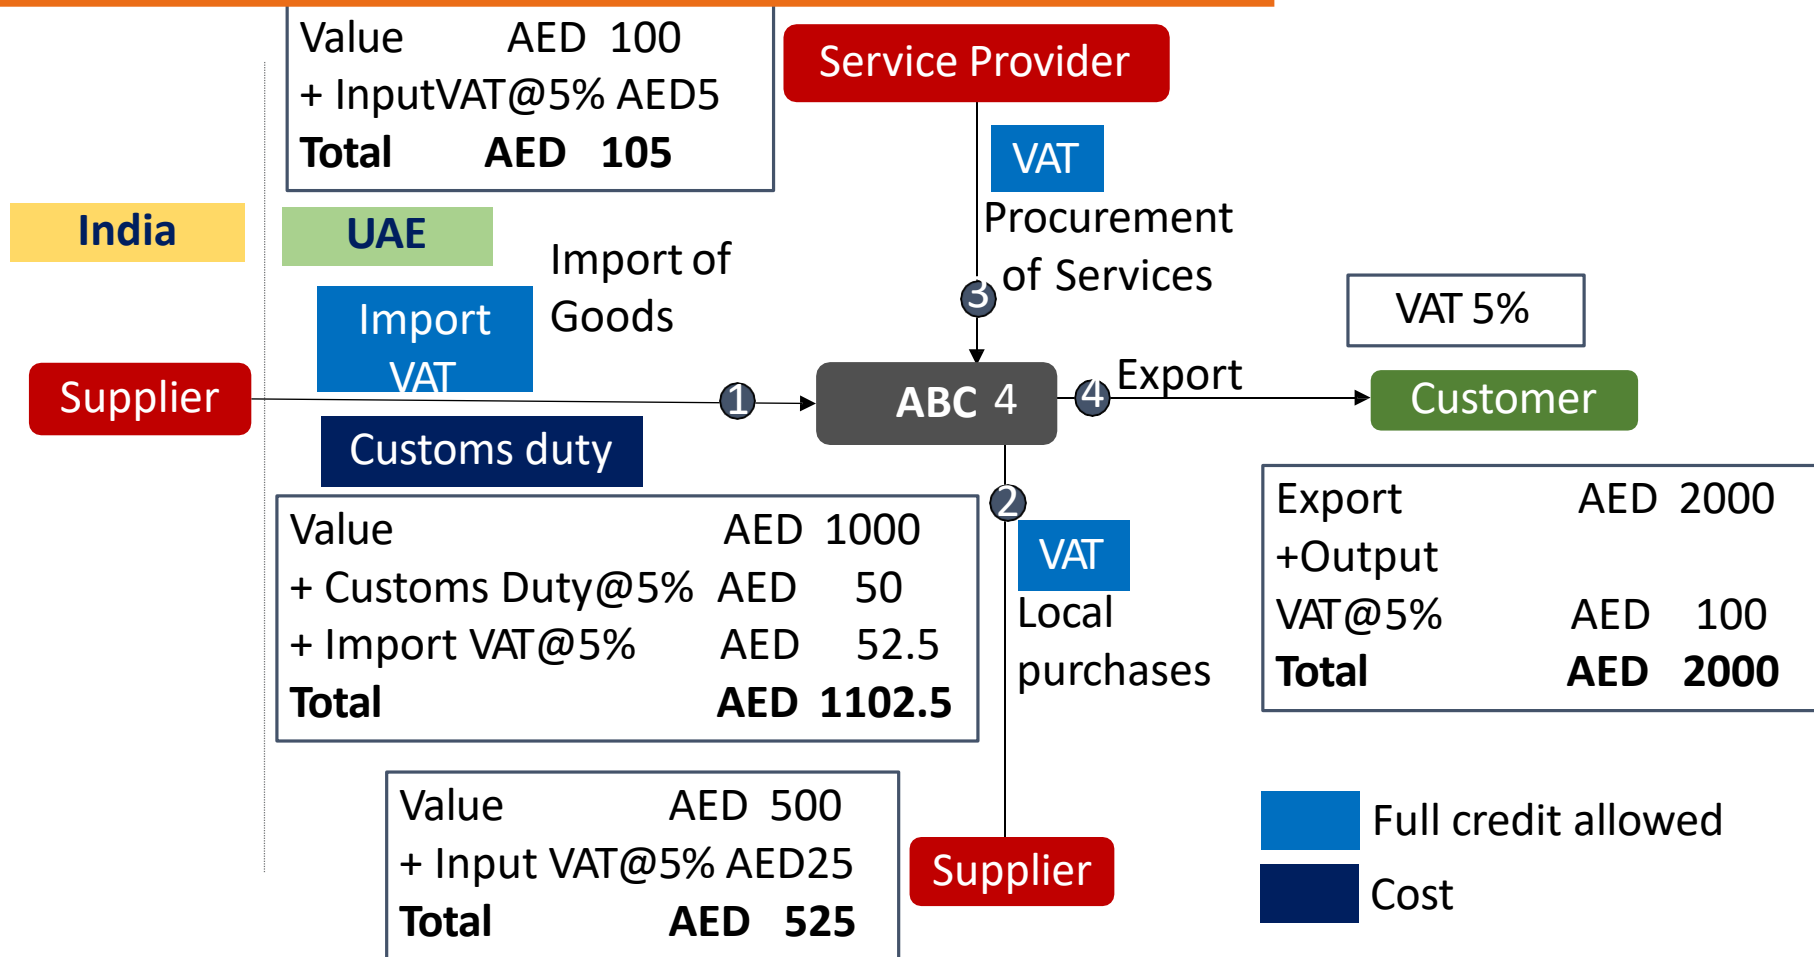 Value AED 100
+ InputVAT@5% AED5
Total AED 105
Service Provider
VAT
Procurement
of Services
3
India
UAE
Import of
Goods
Import
VAT
Supplier
1
Customs duty
ABC 4
4
Export
VAT 5%
Customer
Value AED 1000
+ Customs Duty@5% AED 50
+ Import VAT@5% AED 52.5
Total AED 1102.5
2
VAT
Local
purchases
Export AED 2000
+Output
VAT@5% AED 100
Total AED 2000
Value AED 500
+ Input VAT@5% AED25
Total AED 525
Supplier
Full credit allowed
Cost